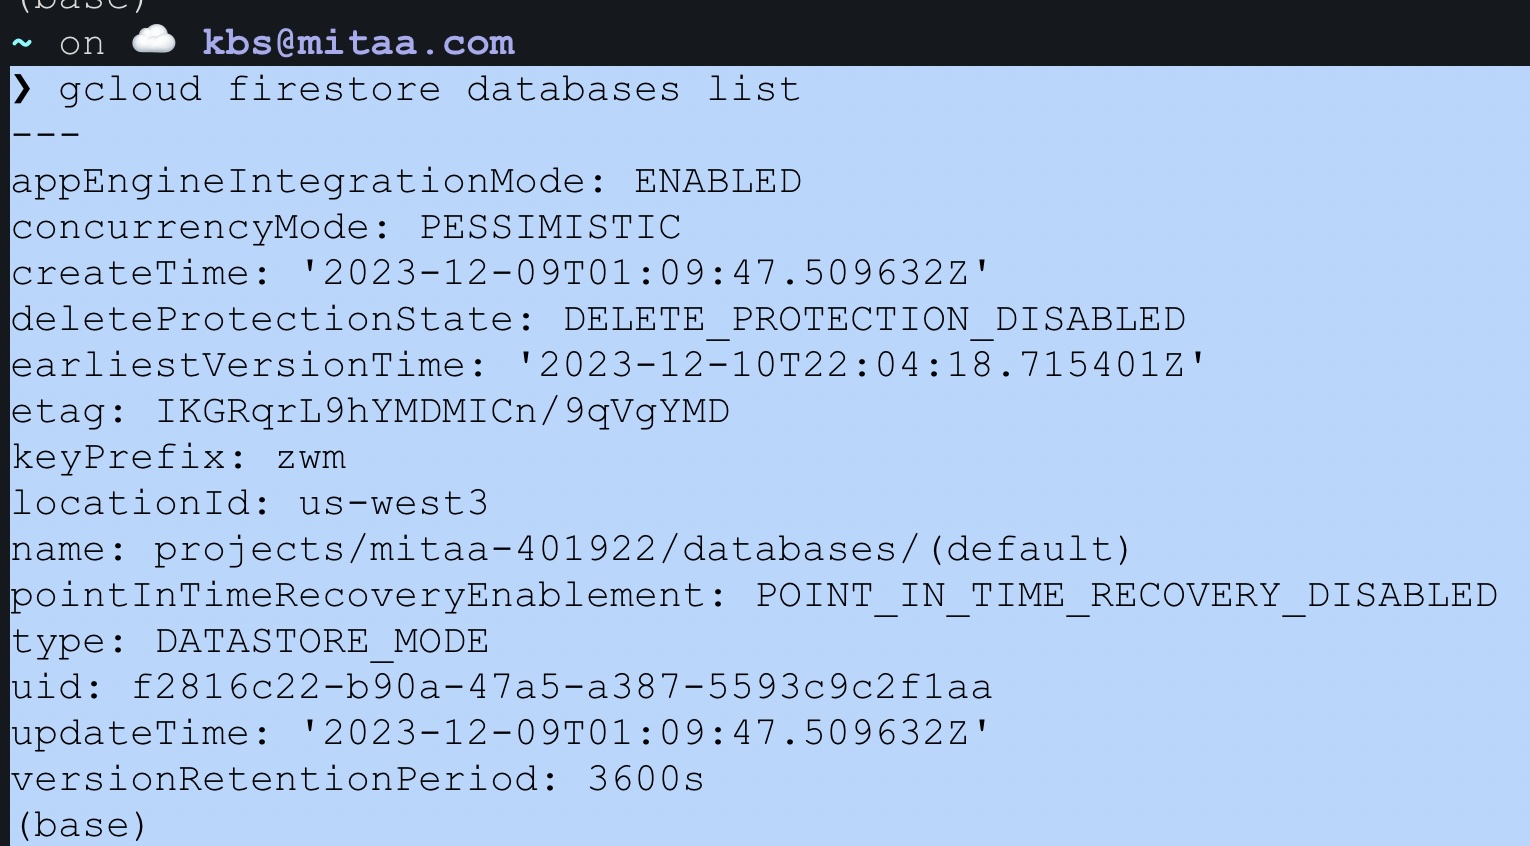 (base)
~ on ☁️ kbs@mitaa.com
❯ gcloud firestore databases list
---
appEngineIntegrationMode: ENABLED
concurrencyMode: PESSIMISTIC
createTime: '2023-12-09T01:09:47.509632Z'
deleteProtectionState: DELETE_PROTECTION_DISABLED
earliestVersionTime: '2023-12-10T22:04:18.715401Z'
etag: IKGRqrL9hYMDMICn/9qVgYMD
keyPrefix: zwm
locationId: us-west3
name: projects/mitaa-401922/databases/(default)
pointInTimeRecoveryEnablement: POINT_IN_TIME_RECOVERY_DISABLED
type: DATASTORE_MODE
uid: f2816c22-b90a-47a5-a387-5593c9c2f1aa
updateTime: '2023-12-09T01:09:47.509632Z'
versionRetentionPeriod: 3600s
(base)